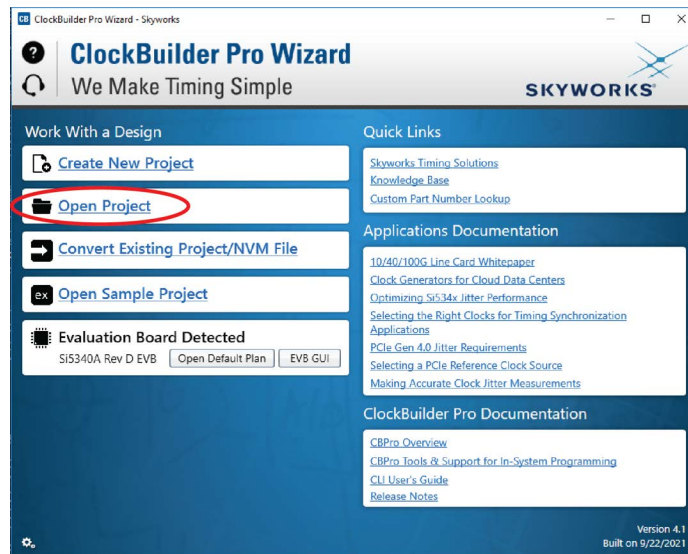 CB ClockBuilder Pro Wizard - Skyworks
?
ClockBuilder Pro Wizard
We Make Timing Simple
SKYWORKS®
Work With a Design
Create New Project
Open Project
Convert Existing Project/NVM File
ex Open Sample Project
Evaluation Board Detected
Si5340A Rev D EVB Open Default Plan EVB GUI
Quick Links
Skyworks Timing Solutions
Knowledge Base
Custom Part Number Lookup
Applications Documentation
10/40/100G Line Card Whitepaper
Clock Generators for Cloud Data Centers
Optimizing Si534x Jitter Performance
Selecting the Right Clocks for Timing Synchronization
Applications
PCIe Gen 4.0 Jitter Requirements
Selecting a PCIe Reference Clock Source
Making Accurate Clock Jitter Measurements
ClockBuilder Pro Documentation
CBPro Overview
CBPro Tools & Support for In-System Programming
CLI User's Guide
Release Notes
Version 4.1
Built on 9/22/2021